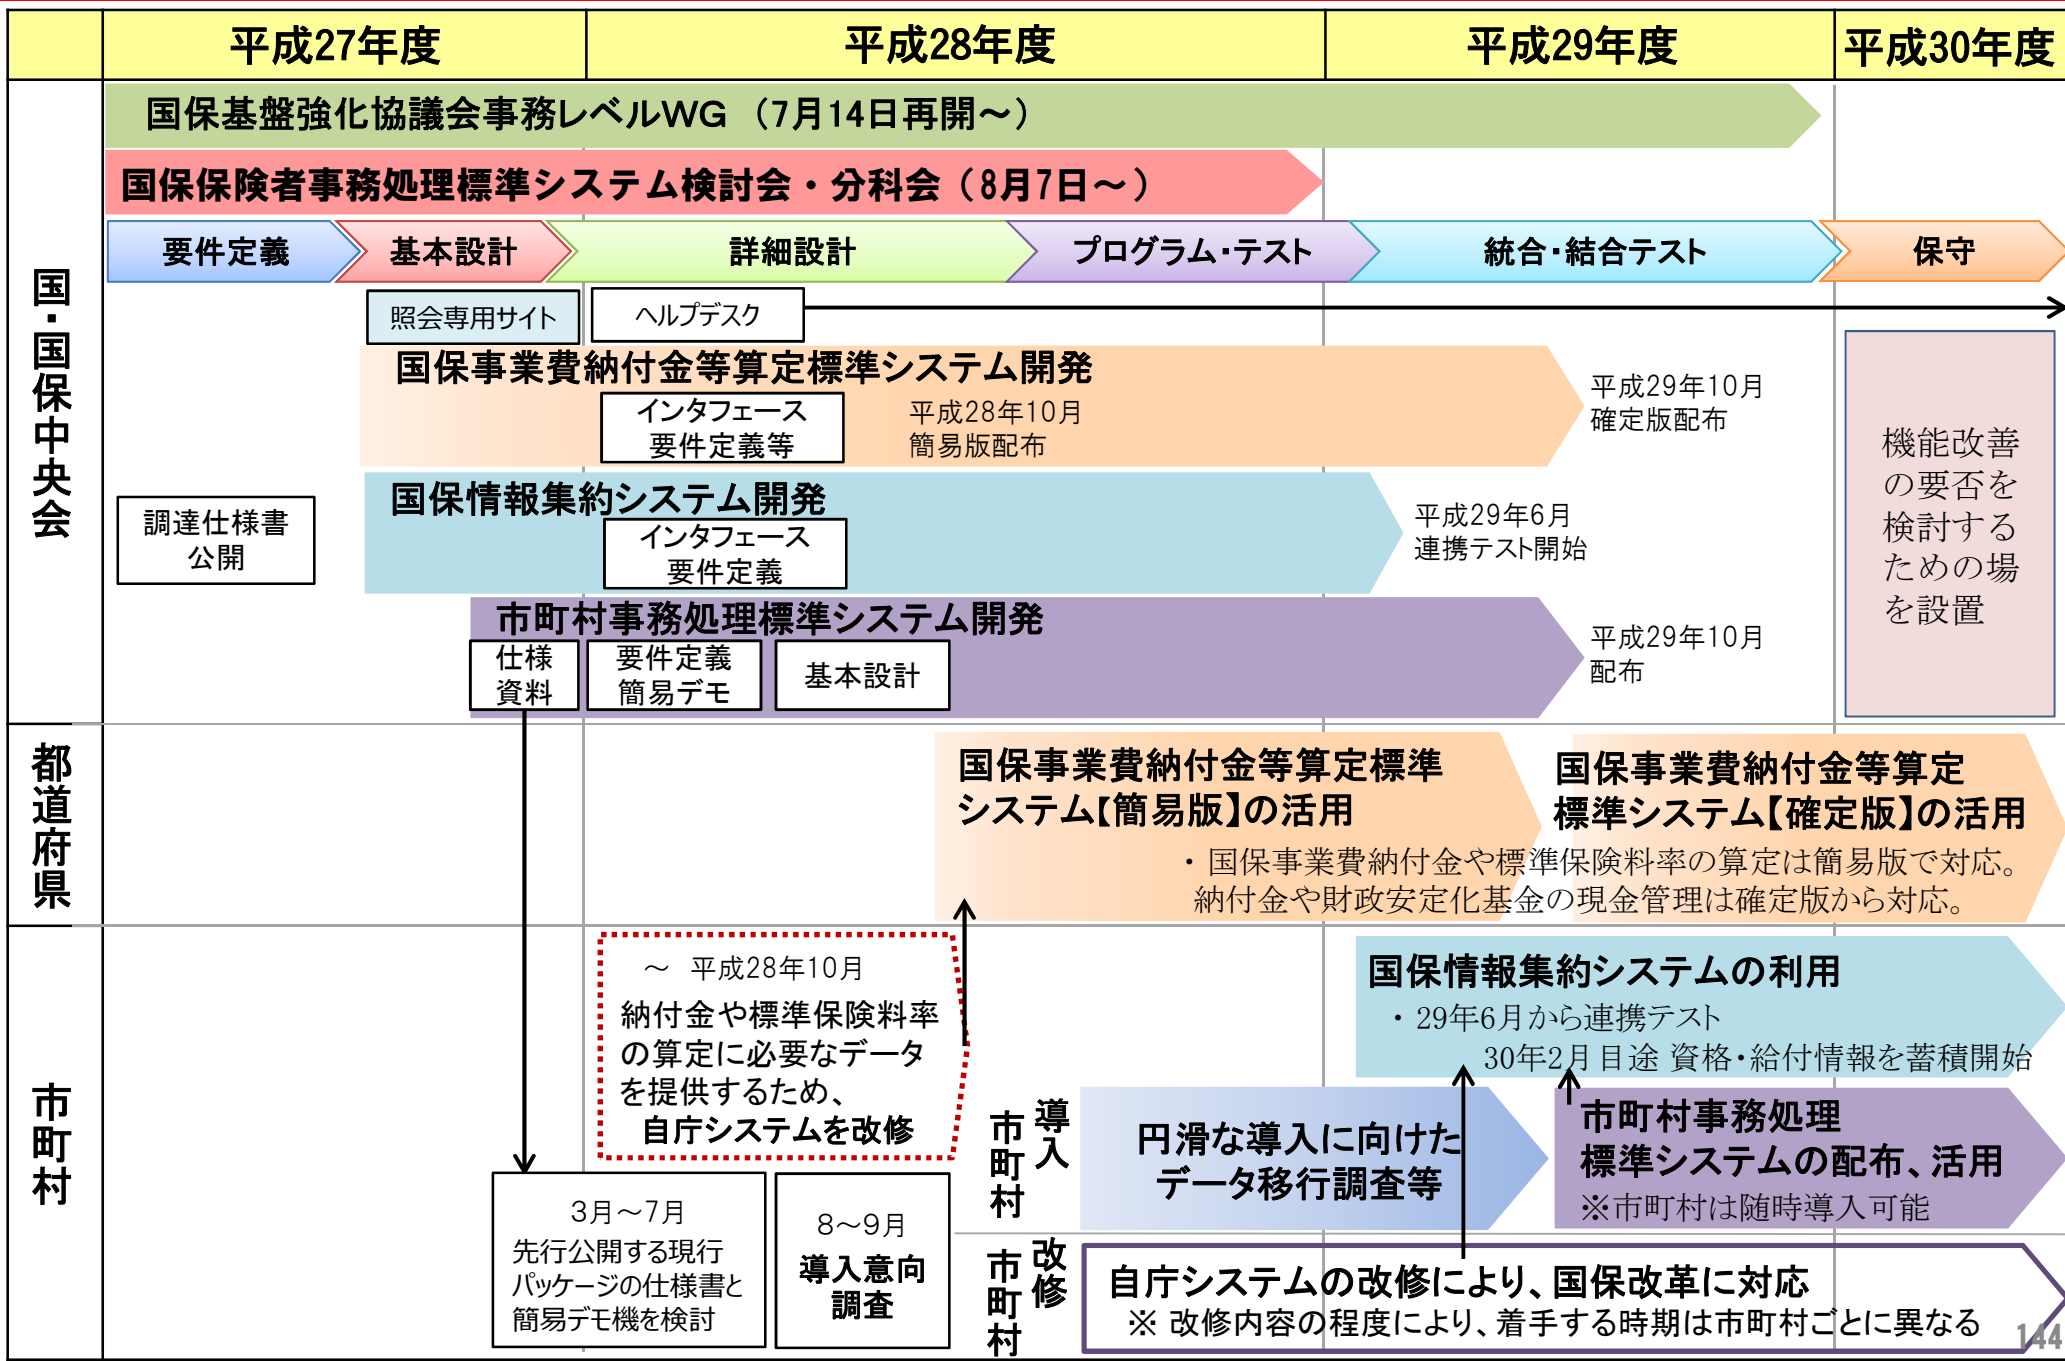 平成27年度
平成28年度
平成29年度
平成30年度
国・国保中央会
国保基盤強化協議会事務レベルWG （7月14日再開～）
国保保険者事務処理標準システム検討会・分科会（8月7日～）
要件定義
基本設計
詳細設計
プログラム・テスト
統合・結合テスト
保守
照会専用サイト
ヘルプデスク
国保事業費納付金等算定標準システム開発
インタフェース
要件定義等
平成28年10月
簡易版配布
平成29年10月
確定版配布
調達仕様書
公開
国保情報集約システム開発
インタフェース
要件定義
平成29年6月
連携テスト開始
市町村事務処理標準システム開発
仕様
資料
要件定義
簡易デモ
基本設計
平成29年10月
配布
機能改善
の要否を
検討する
ための場
を設置
都道府県
国保事業費納付金等算定標準
システム【簡易版】の活用
国保事業費納付金等算定
標準システム【確定版】の活用
・国保事業費納付金や標準保険料率の算定は簡易版で対応。
納付金や財政安定化基金の現金管理は確定版から対応。
市町村
～ 平成28年10月
納付金や標準保険料率
の算定に必要なデータ
を提供するため、
自庁システムを改修
3月～7月
先行公開する現行
パッケージの仕様書と
簡易デモ機を検討
8～9月
導入意向
調査
国保情報集約システムの利用
・29年6月から連携テスト
30年2月目途 資格・給付情報を蓄積開始
導入
市町村
円滑な導入に向けた
データ移行調査等
市町村事務処理
標準システムの配布、活用
※市町村は随時導入可能
改修
市町村
自庁システムの改修により、国保改革に対応
※ 改修内容の程度により、着手する時期は市町村ごとに異なる
144